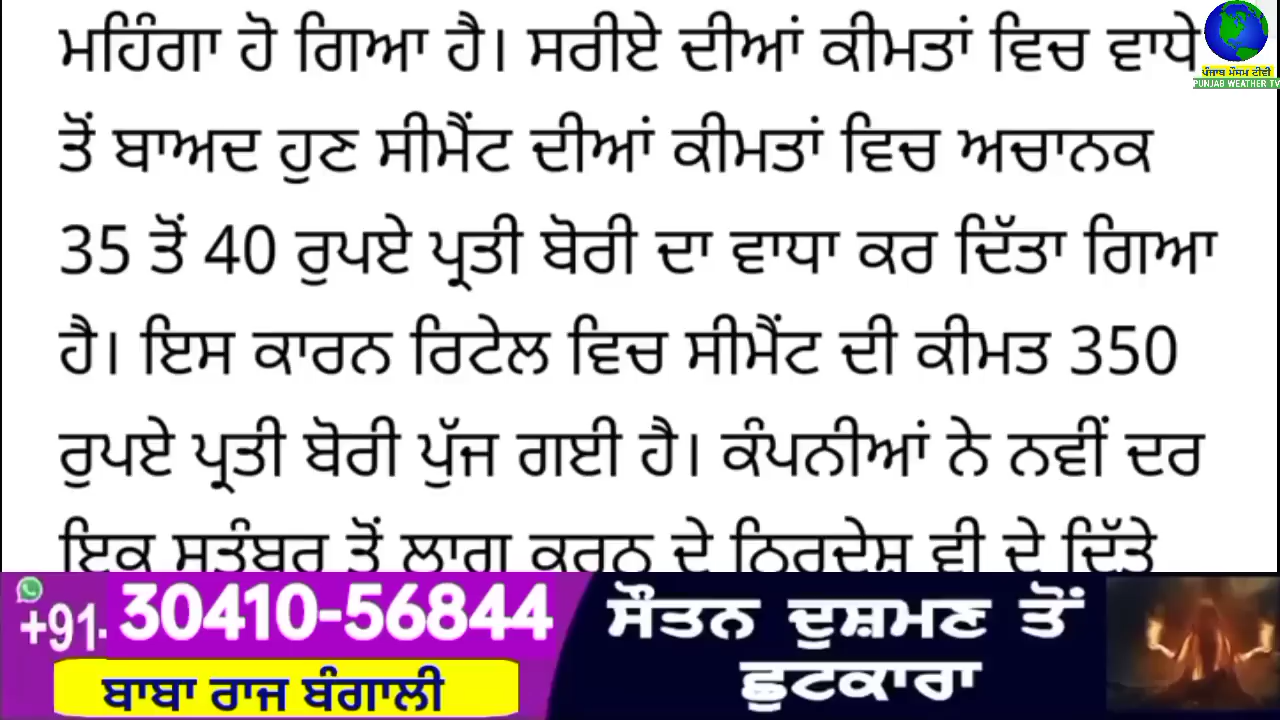 ਮਹਿੰਗਾ ਹੋ ਗਿਆ ਹੈ। ਸਰੀਏ ਦੀਆਂ ਕੀਮਤਾਂ ਵਿਚ ਵਾਧੇ
ਪੰਜਾਬ ਮੌਸਮ ਟੀਵੀ
PUNJAB WEATHER TV
ਤੋਂ ਬਾਅਦ ਹੁਣ ਸੀਮੈਂਟ ਦੀਆਂ ਕੀਮਤਾਂ ਵਿਚ ਅਚਾਨਕ
35 ਤੋਂ 40 ਰੁਪਏ ਪ੍ਰਤੀ ਬੋਰੀ ਦਾ ਵਾਧਾ ਕਰ ਦਿੱਤਾ ਗਿਆ
ਹੈ। ਇਸ ਕਾਰਨ ਰਿਟੇਲ ਵਿਚ ਸੀਮੈਂਟ ਦੀ ਕੀਮਤ 350
ਰੁਪਏ ਪ੍ਰਤੀ ਬੋਰੀ ਪੁੱਜ ਗਈ ਹੈ। ਕੰਪਨੀਆਂ ਨੇ ਨਵੀਂ ਦਰ
ਇਕ ਸਤੰਬਰ ਤੋਂ ਲਾਗੂ ਕਰਨ ਦੇ ਨਿਰਦੇਸ਼ ਵੀ ਦੇ ਦਿੱਤੇ
+91- 30410-56844
ਬਾਬਾ ਰਾਜ ਬੰਗਾਲੀ
ਸੌਤਨ ਦੁਸ਼ਮਣ ਤੋਂ
ਛੁਟਕਾਰਾ